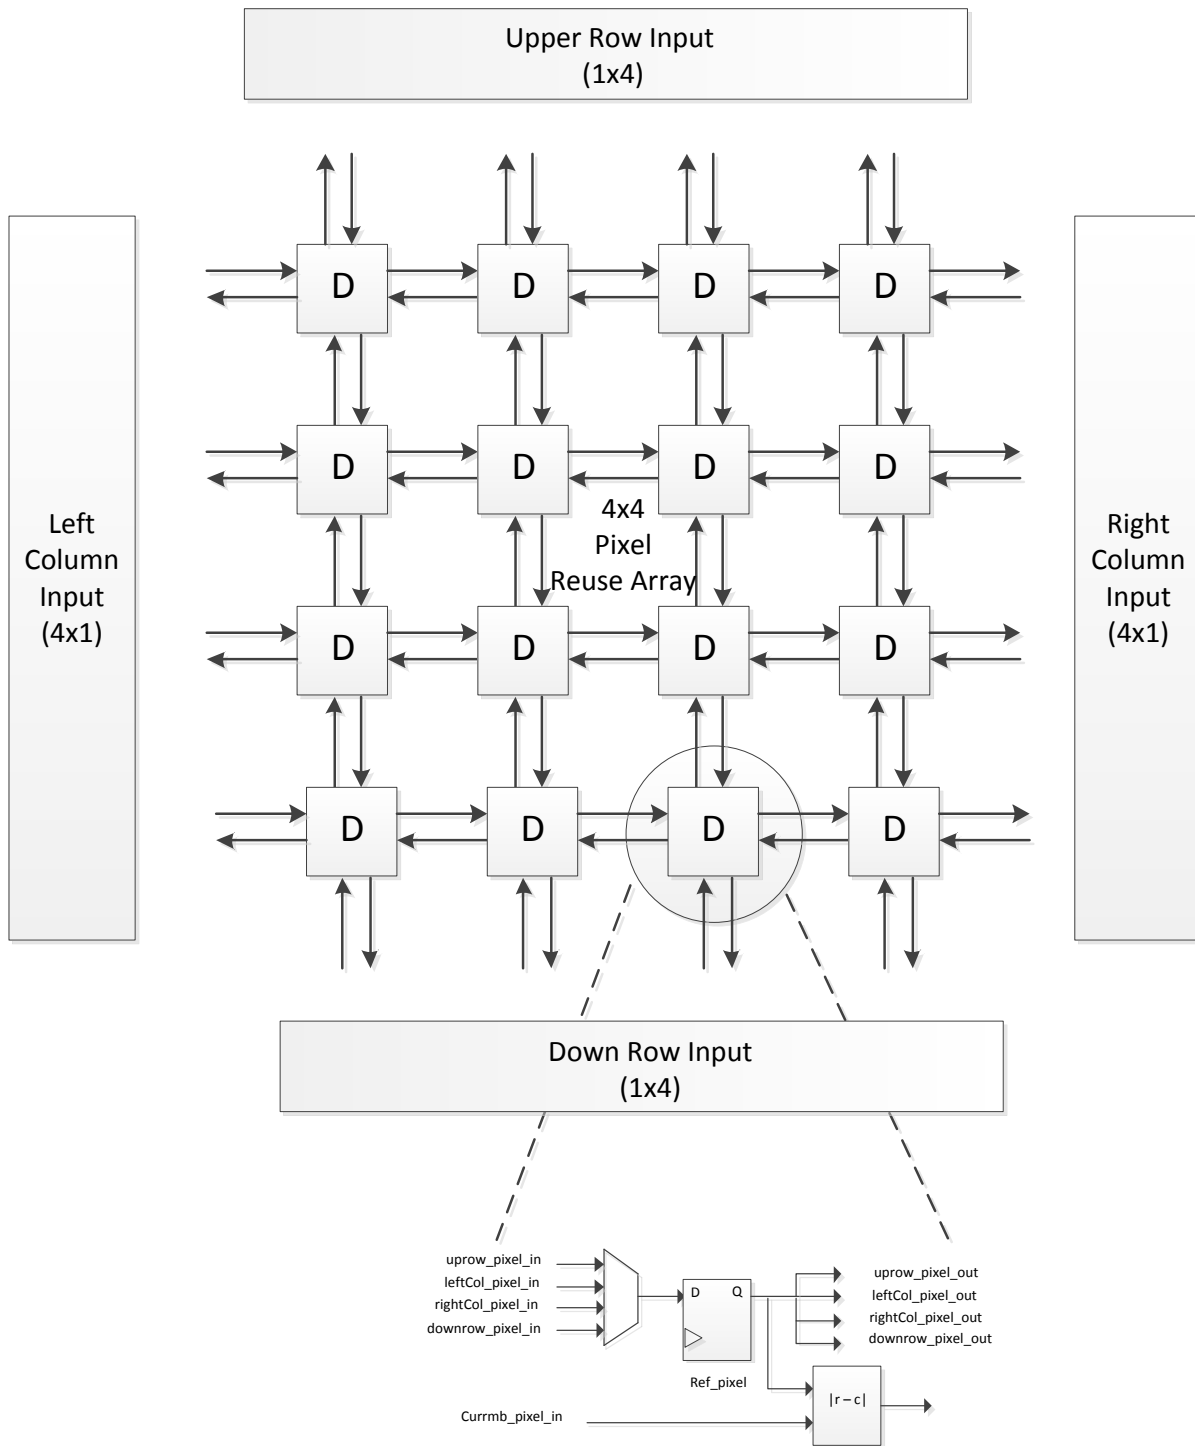 Upper Row Input
(1x4)
D D D D
D D D D
4x4
Pixel
Reuse Array
Left
Column
Input
(4x1)
Right
Column
Input
(4x1)
D D D D
D D D D
Down Row Input
(1x4)
uprow_pixel_in
leftCol_pixel_in
rightCol_pixel_in
downrow_pixel_in
D Q
Ref_pixel
uprow_pixel_out
leftCol_pixel_out
rightCol_pixel_out
downrow_pixel_out
|r – c|
Currmb_pixel_in